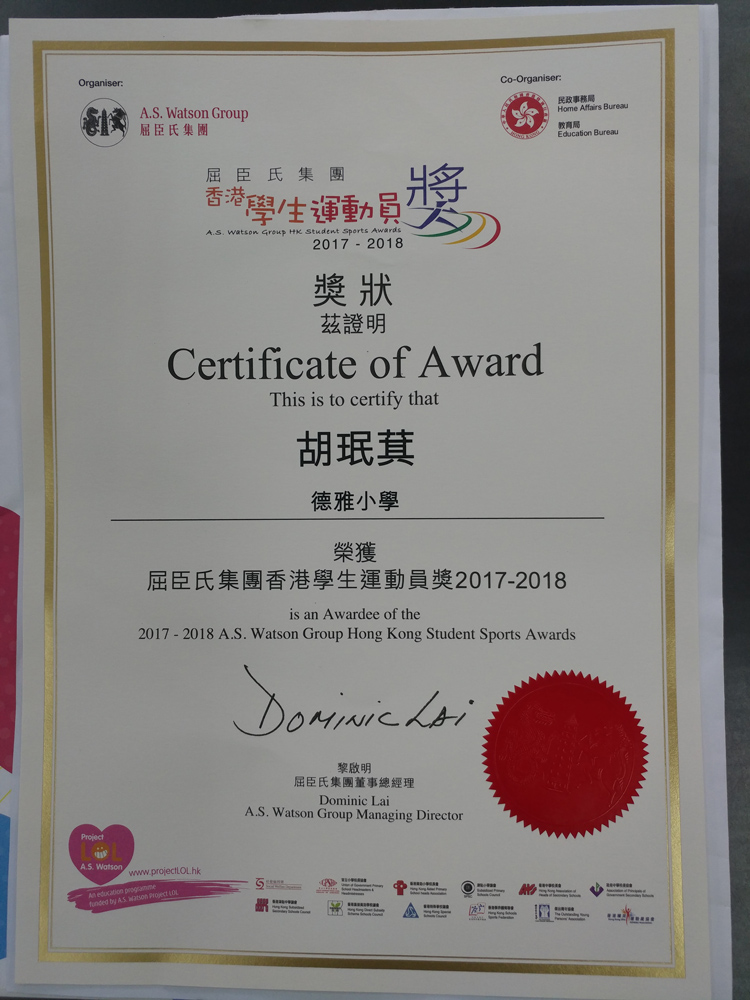 Organiser:
A.S. Watson Group
屈臣氏集團
Co-Organiser:
民政事務局
Home Affairs Bureau
教育局
Education Bureau
屈臣氏集團
香港學生運動員獎
A.S. Watson Group HK Student Sports Awards
2017 - 2018
獎狀
茲證明
Certificate of Award
This is to certify that
胡珉萁
德雅小學
榮獲
屈臣氏集團香港學生運動員獎2017-2018
is an Awardee of the
2017 - 2018 A.S. Watson Group Hong Kong Student Sports Awards
Dominic Lai
黎啟明
屈臣氏集團董事總經理
Dominic Lai
A.S. Watson Group Managing Director
Project
LOL
A.S. Watson
www.projectLOL.hk
An education programme
funded by A.S. Watson Project LOL